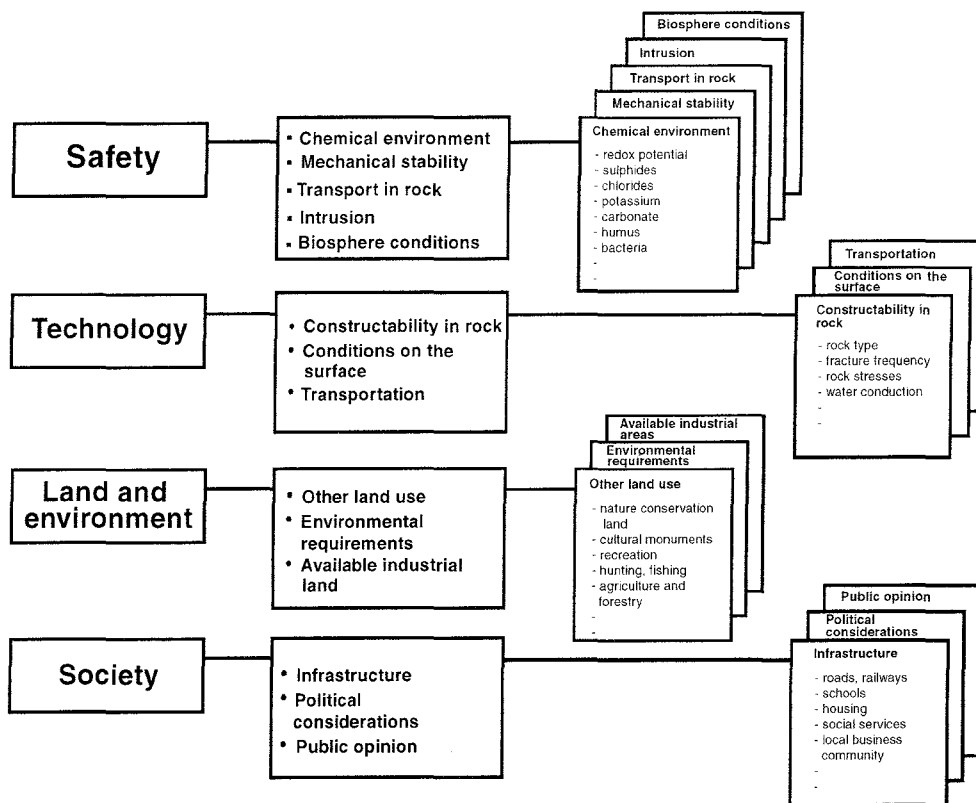 Safety
▪ Chemical environment
▪ Mechanical stability
▪ Transport in rock
▪ Intrusion
▪ Biosphere conditions
Biosphere conditions
Intrusion
Transport in rock
Mechanical stability
Chemical environment
- redox potential
- sulphides
- chlorides
- potassium
- carbonate
- humus
- bacteria
-
-
Technology
• Constructability in rock
• Conditions on the
surface
• Transportation
Transportation
Conditions on the
surface
Constructability in
rock
- rock type
- fracture frequency
- rock stresses
- water conduction
-
-
Land and
environment
• Other land use
• Environmental
requirements
• Available industrial
land
Available industrial
areas
Environmental
requirements
Other land use
- nature conservation
land
- cultural monuments
- recreation
- hunting, fishing
- agriculture and
forestry
-
-
Society
• Infrastructure
• Political
considerations
• Public opinion
Public opinion
Political
considerations
Infrastructure
- roads, railways
- schools
- housing
- social services
- local business
community
-
-